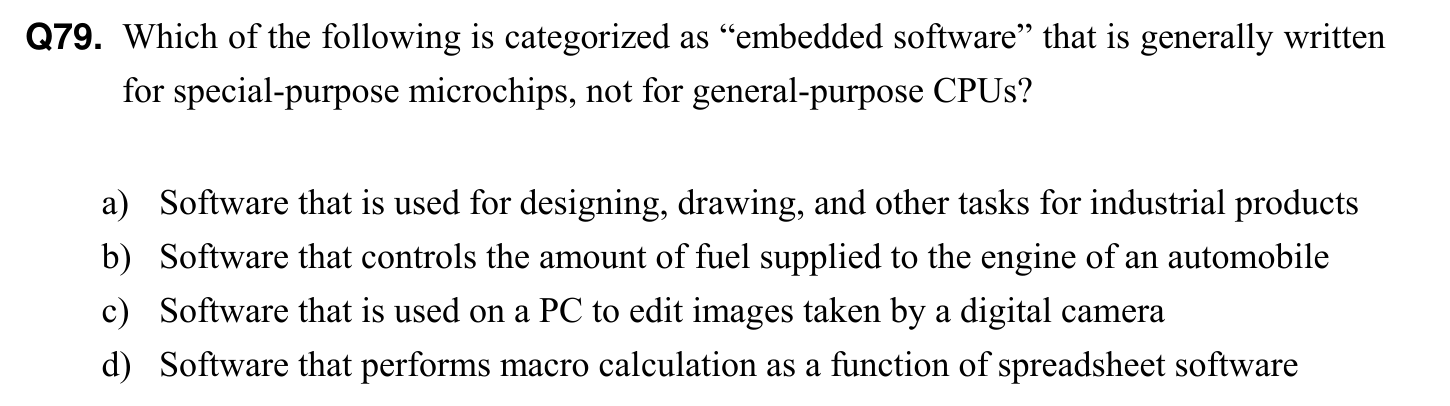 Q79. Which of the following is categorized as “embedded software” that is generally written
for special-purpose microchips, not for general-purpose CPUs?
a) Software that is used for designing, drawing, and other tasks for industrial products
b) Software that controls the amount of fuel supplied to the engine of an automobile
c) Software that is used on a PC to edit images taken by a digital camera
d) Software that performs macro calculation as a function of spreadsheet software